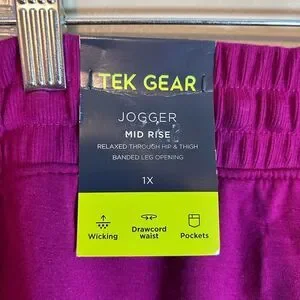 TEK GEAR
JOGGER
MID RISE
RELAXED THROUGH HIP & THIGH
BANDED LEG OPENING
1X
Wicking
Drawcord
waist
Pockets